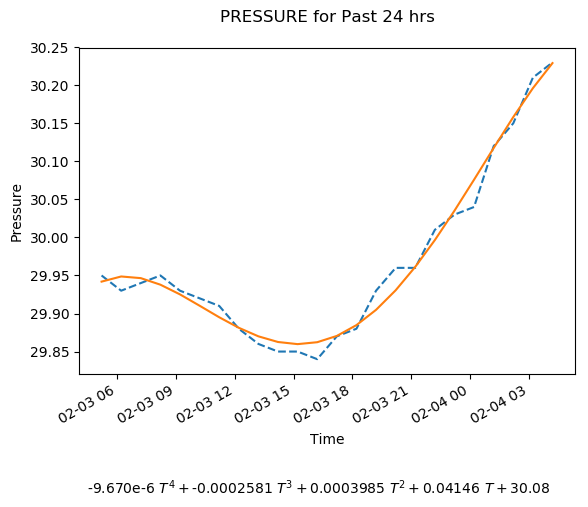 PRESSURE for Past 24 hrs
30.25
30.20
30.15
30.10
30.05
30.00
29.95
29.90
29.85
Pressure
02-03 06 02-03 09 02-03 12 02-03 15 02-03 18 02-03 21 02-04 00 02-04 03
Time
-9.670e-6 T⁴ + -0.0002581 T³ + 0.0003985 T² + 0.04146 T + 30.08